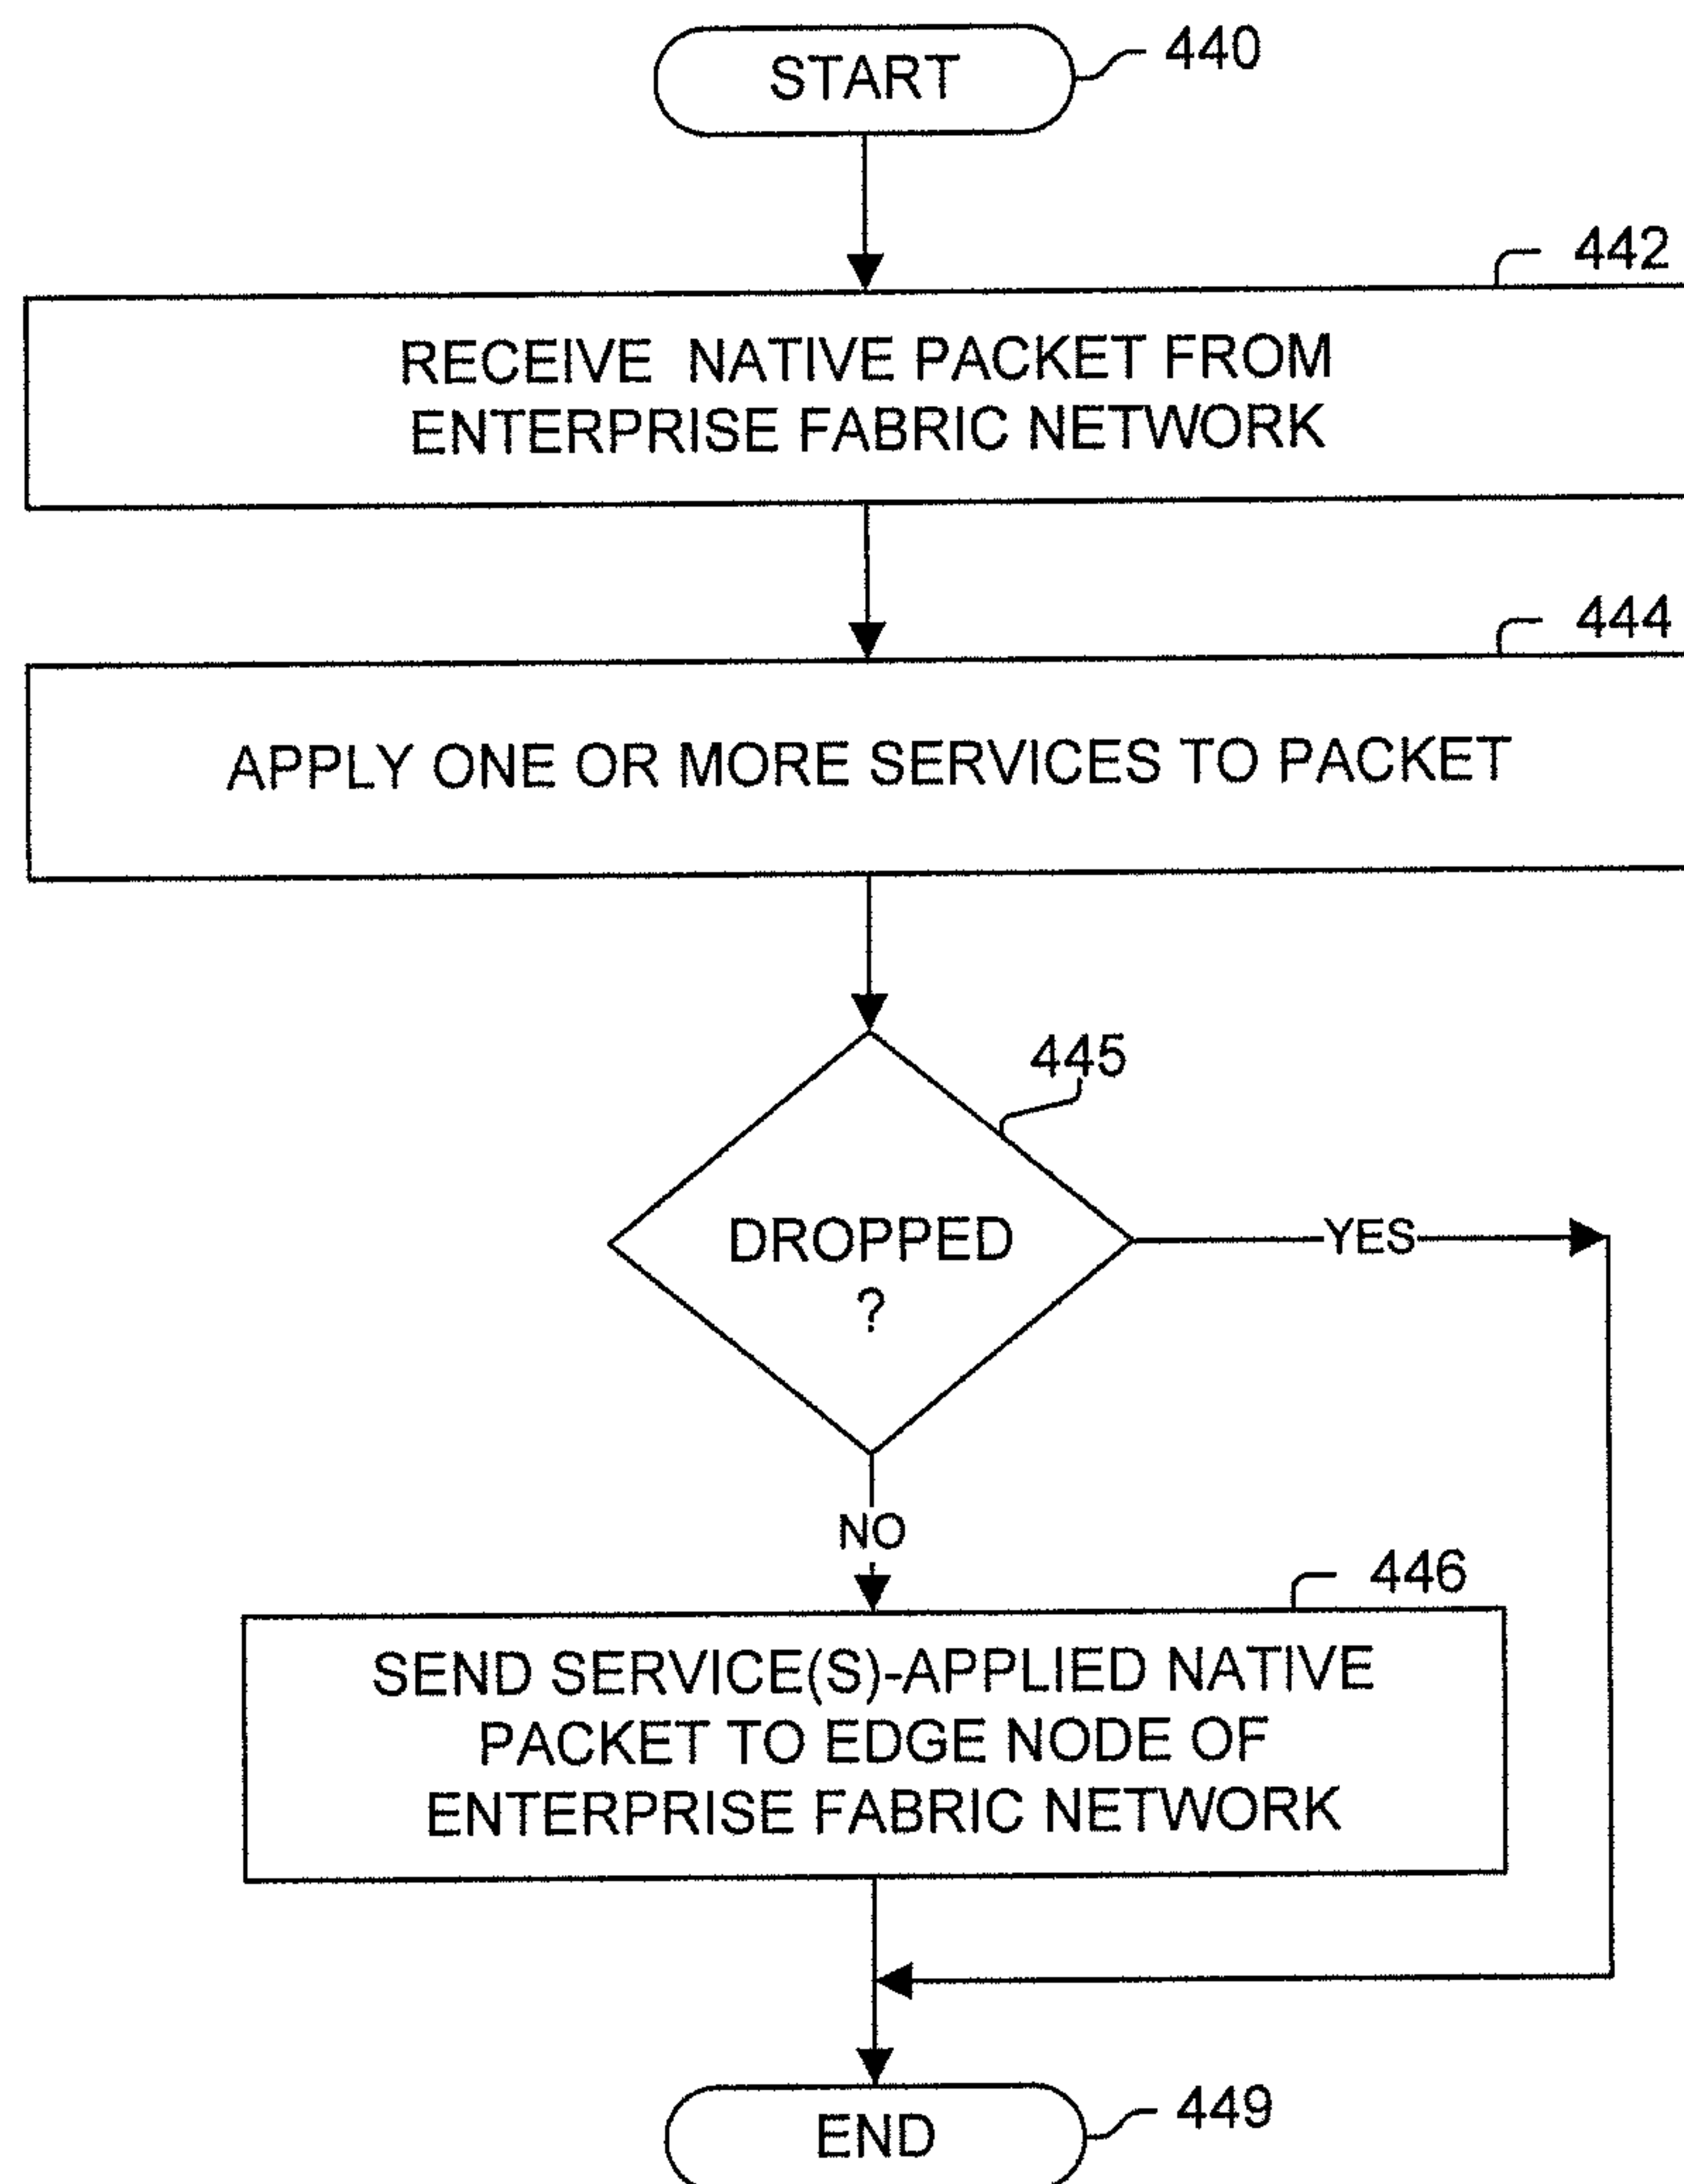 START
440
442
RECEIVE NATIVE PACKET FROM
ENTERPRISE FABRIC NETWORK
444
APPLY ONE OR MORE SERVICES TO PACKET
445
DROPPED
?
YES
NO
446
SEND SERVICE(S)-APPLIED NATIVE
PACKET TO EDGE NODE OF
ENTERPRISE FABRIC NETWORK
END
449